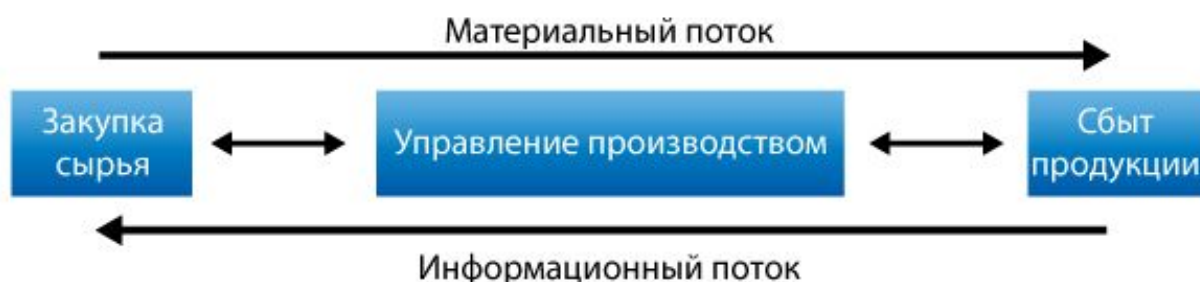 Материальный поток
Закупка
сырья
Управление производством
Сбыт
продукции
Информационный поток